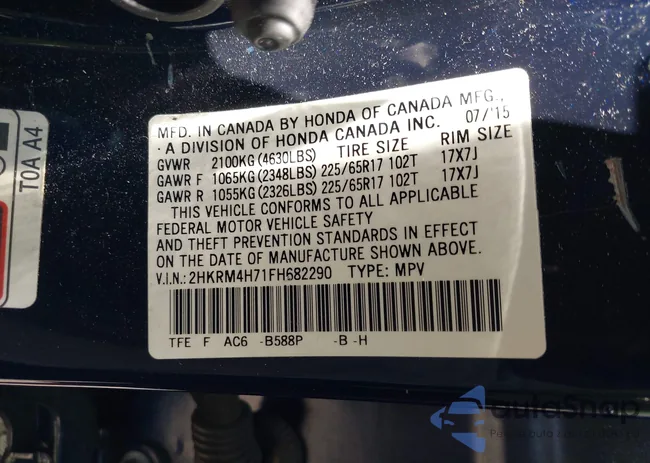 MFD. IN CANADA BY HONDA OF CANADA MFG.,
A DIVISION OF HONDA CANADA INC. 07/'15
GVWR 2100KG(4630LBS) TIRE SIZE RIM SIZE
GAWR F 1065KG(2348LBS) 225/65R17 102T 17X7J
GAWR R 1055KG(2326LBS) 225/65R17 102T 17X7J
THIS VEHICLE CONFORMS TO ALL APPLICABLE
FEDERAL MOTOR VEHICLE SAFETY
AND THEFT PREVENTION STANDARDS IN EFFECT
ON THE DATE OF MANUFACTURE SHOWN ABOVE.
V.I.N.: 2HKRM4H71FH682290 TYPE: MPV
TFE F AC6 -B588P -B -H
T0A A4